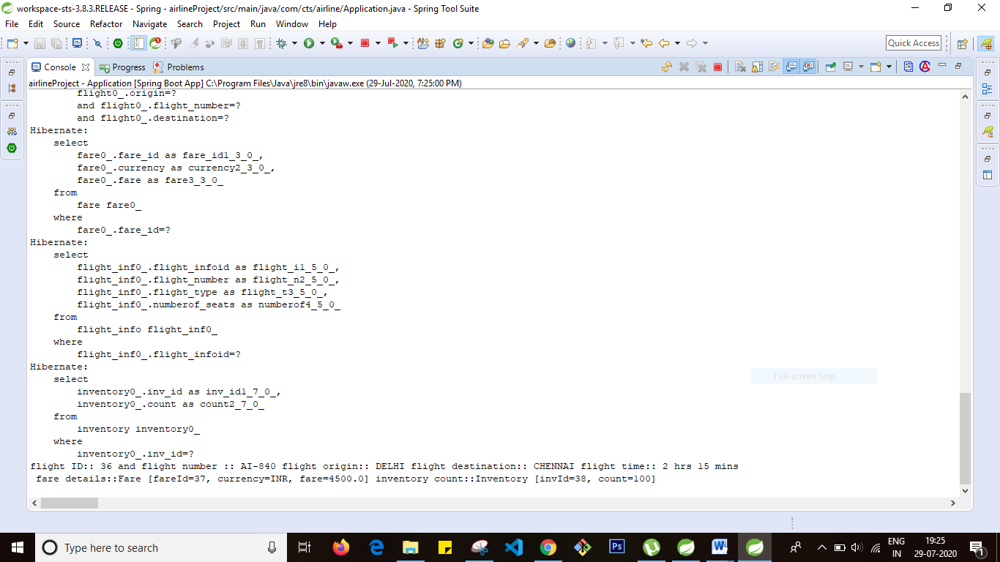 workspace-sts-3.8.3.RELEASE - Spring - airlineProject/src/main/java/com/cts/airline/Application.java - Spring Tool Suite
File Edit Source Refactor Navigate Search Project Run Window Help
Quick Access
Console Progress Problems
airlineProject - Application [Spring Boot App] C:\Program Files\Java\jre8\bin\javaw.exe (29-Jul-2020, 7:25:00 PM)
flight0_.origin=?
and flight0_.flight_number=?
and flight0_.destination=?
Hibernate:
select
fare0_.fare_id as fare_id1_3_0_,
fare0_.currency as currency2_3_0_,
fare0_.fare as fare3_3_0_
from
fare fare0_
where
fare0_.fare_id=?
Hibernate:
select
flight_inf0_.flight_infoid as flight_i1_5_0_,
flight_inf0_.flight_number as flight_n2_5_0_,
flight_inf0_.flight_type as flight_t3_5_0_,
flight_inf0_.numberof_seats as numberof4_5_0_
from
flight_info flight_inf0_
where
flight_inf0_.flight_infoid=?
Hibernate:
select
inventory0_.inv_id as inv_id1_7_0_,
inventory0_.count as count2_7_0_
from
inventory inventory0_
where
inventory0_.inv_id=?
Full-screen Snip
flight ID:: 36 and flight number :: AI-840 flight origin:: DELHI flight destination:: CHENNAI flight time:: 2 hrs 15 mins
fare details::Fare [fareId=37, currency=INR, fare=4500.0] inventory count::Inventory [invId=38, count=100]
Type here to search
Ps
ENG
IN
19:25
29-07-2020
1